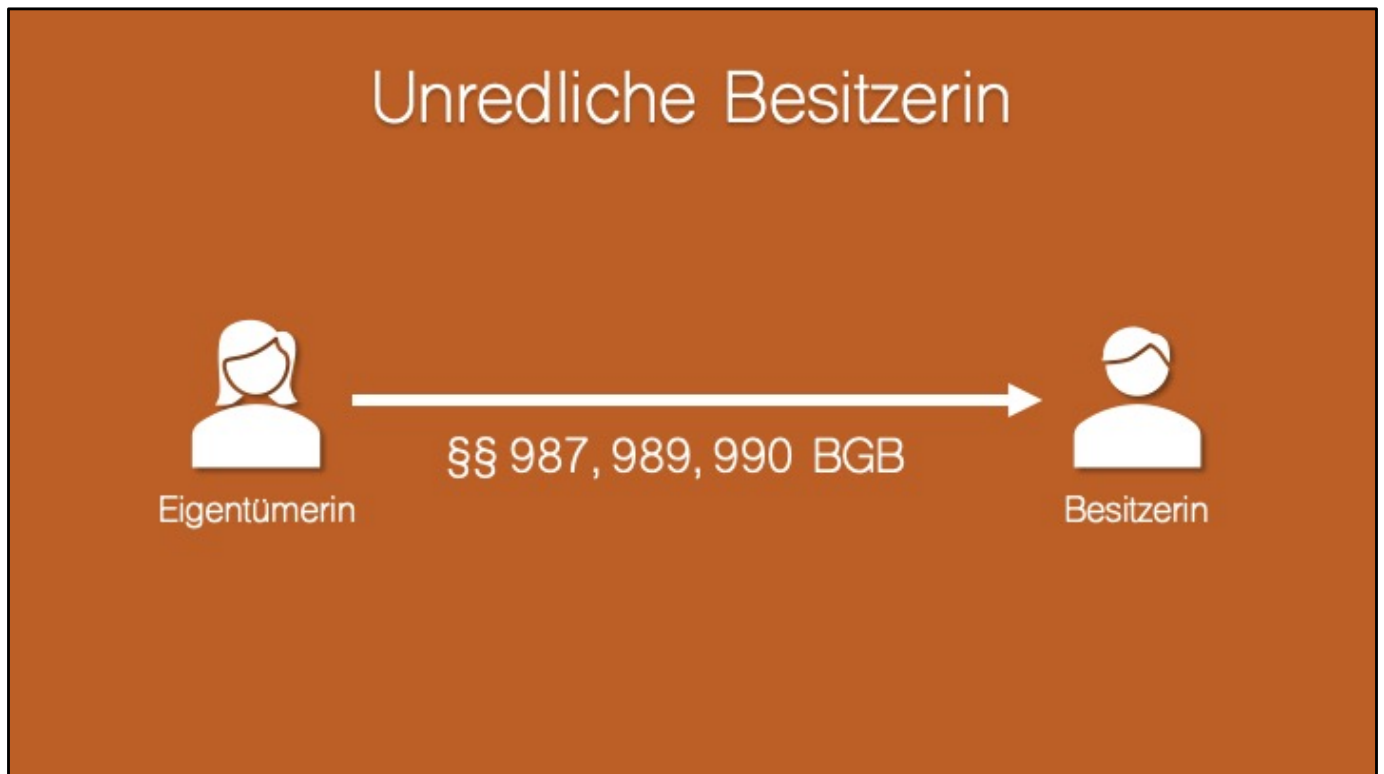 Unredliche Besitzerin
§§ 987, 989, 990 BGB
Eigentümerin
Besitzerin